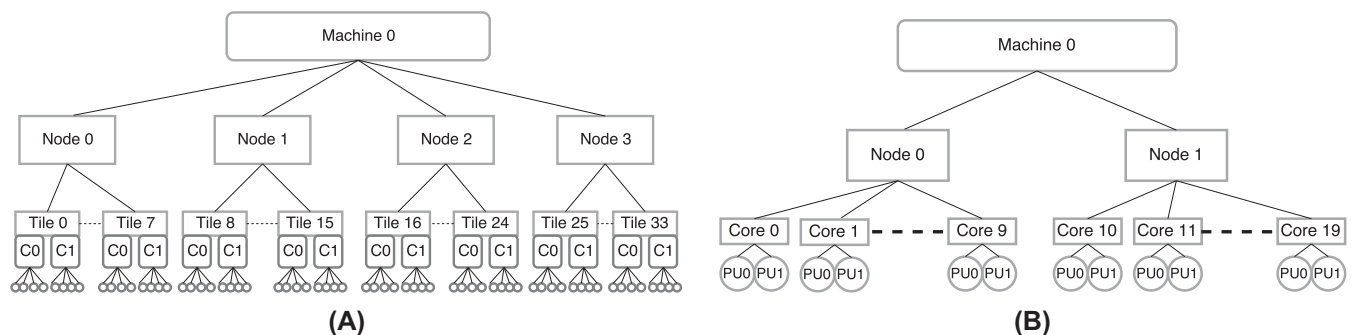 Machine 0
Node 0 Node 1 Node 2 Node 3
Tile 0 Tile 7 Tile 8 Tile 15 Tile 16 Tile 24 Tile 25 Tile 33
C0 C1 C0 C1 C0 C1 C0 C1 C0 C1 C0 C1 C0 C1 C0 C1
(A)
Machine 0
Node 0 Node 1
Core 0 Core 1 Core 9 Core 10 Core 11 Core 19
PU0 PU1 PU0 PU1 PU0 PU1 PU0 PU1 PU0 PU1 PU0 PU1
(B)